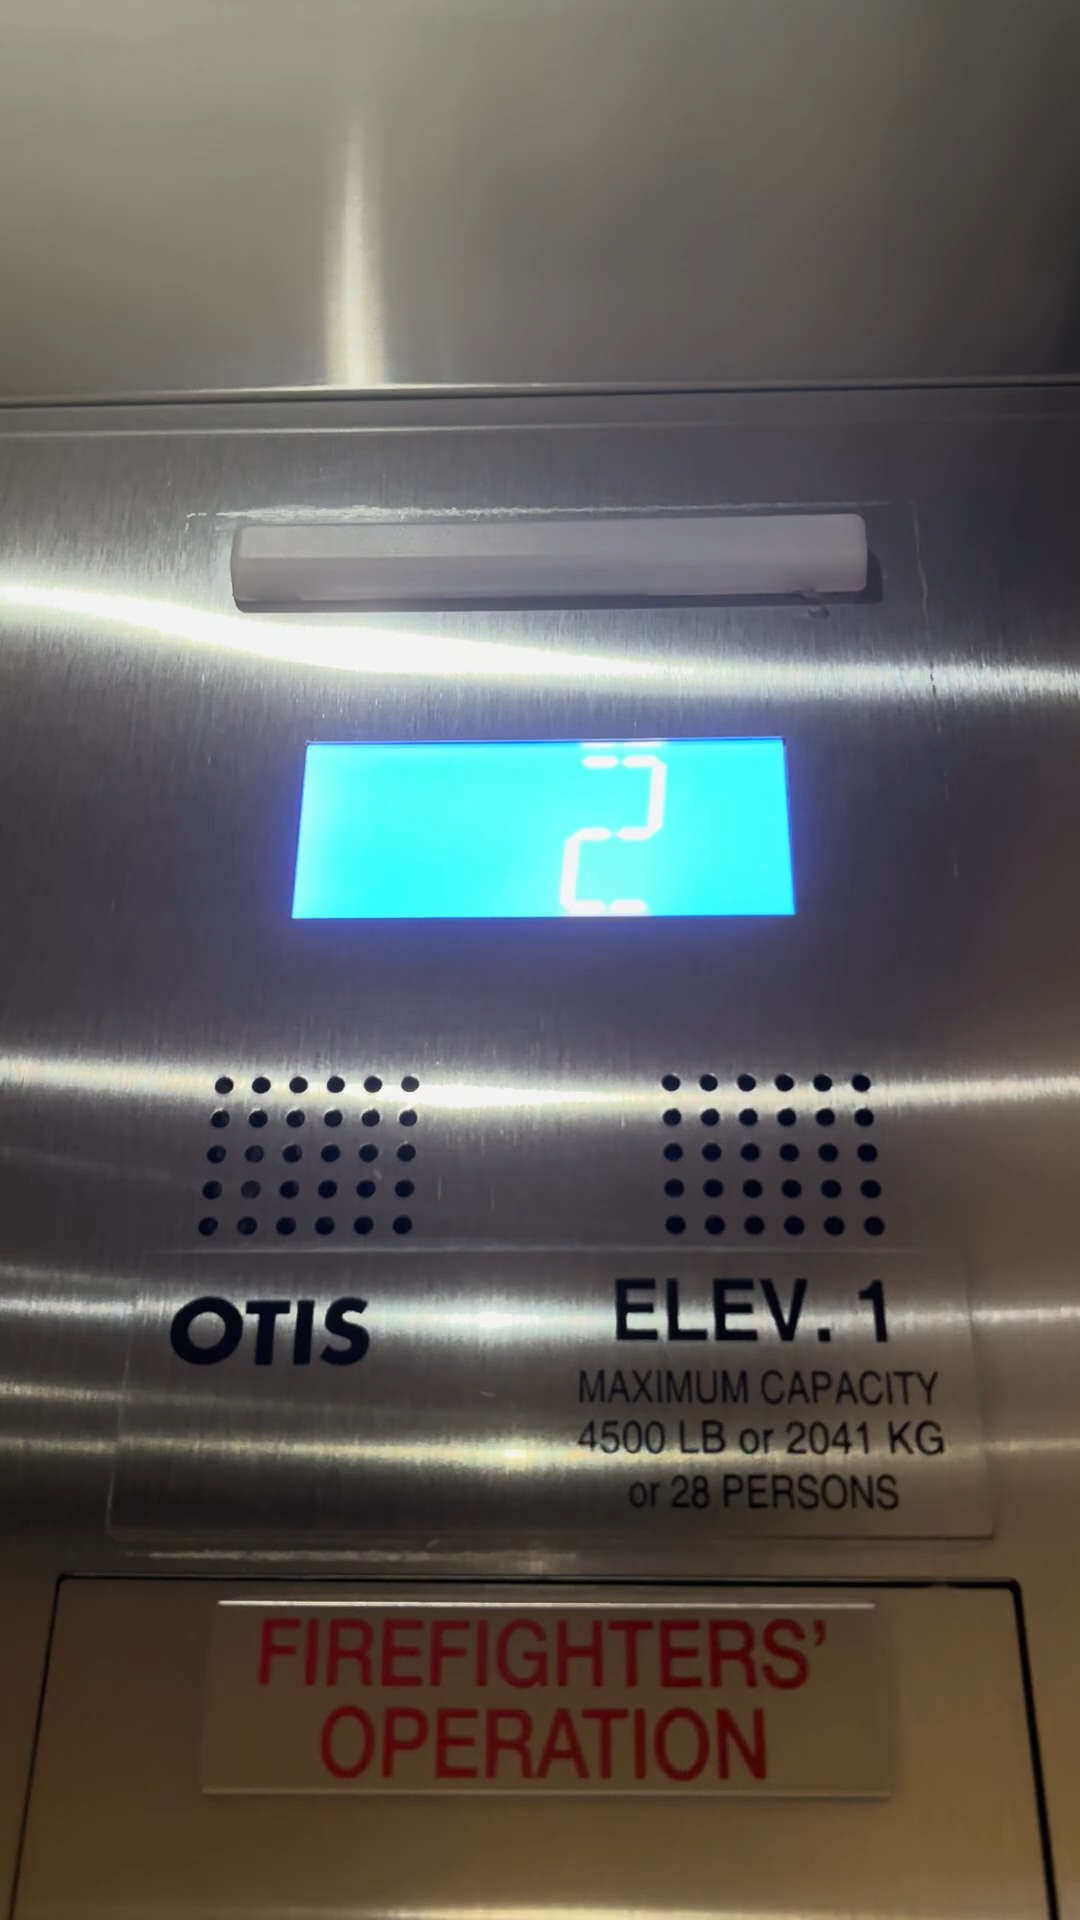 2
OTIS
ELEV. 1
MAXIMUM CAPACITY
4500 LB or 2041 KG
or 28 PERSONS
FIREFIGHTERS’
OPERATION